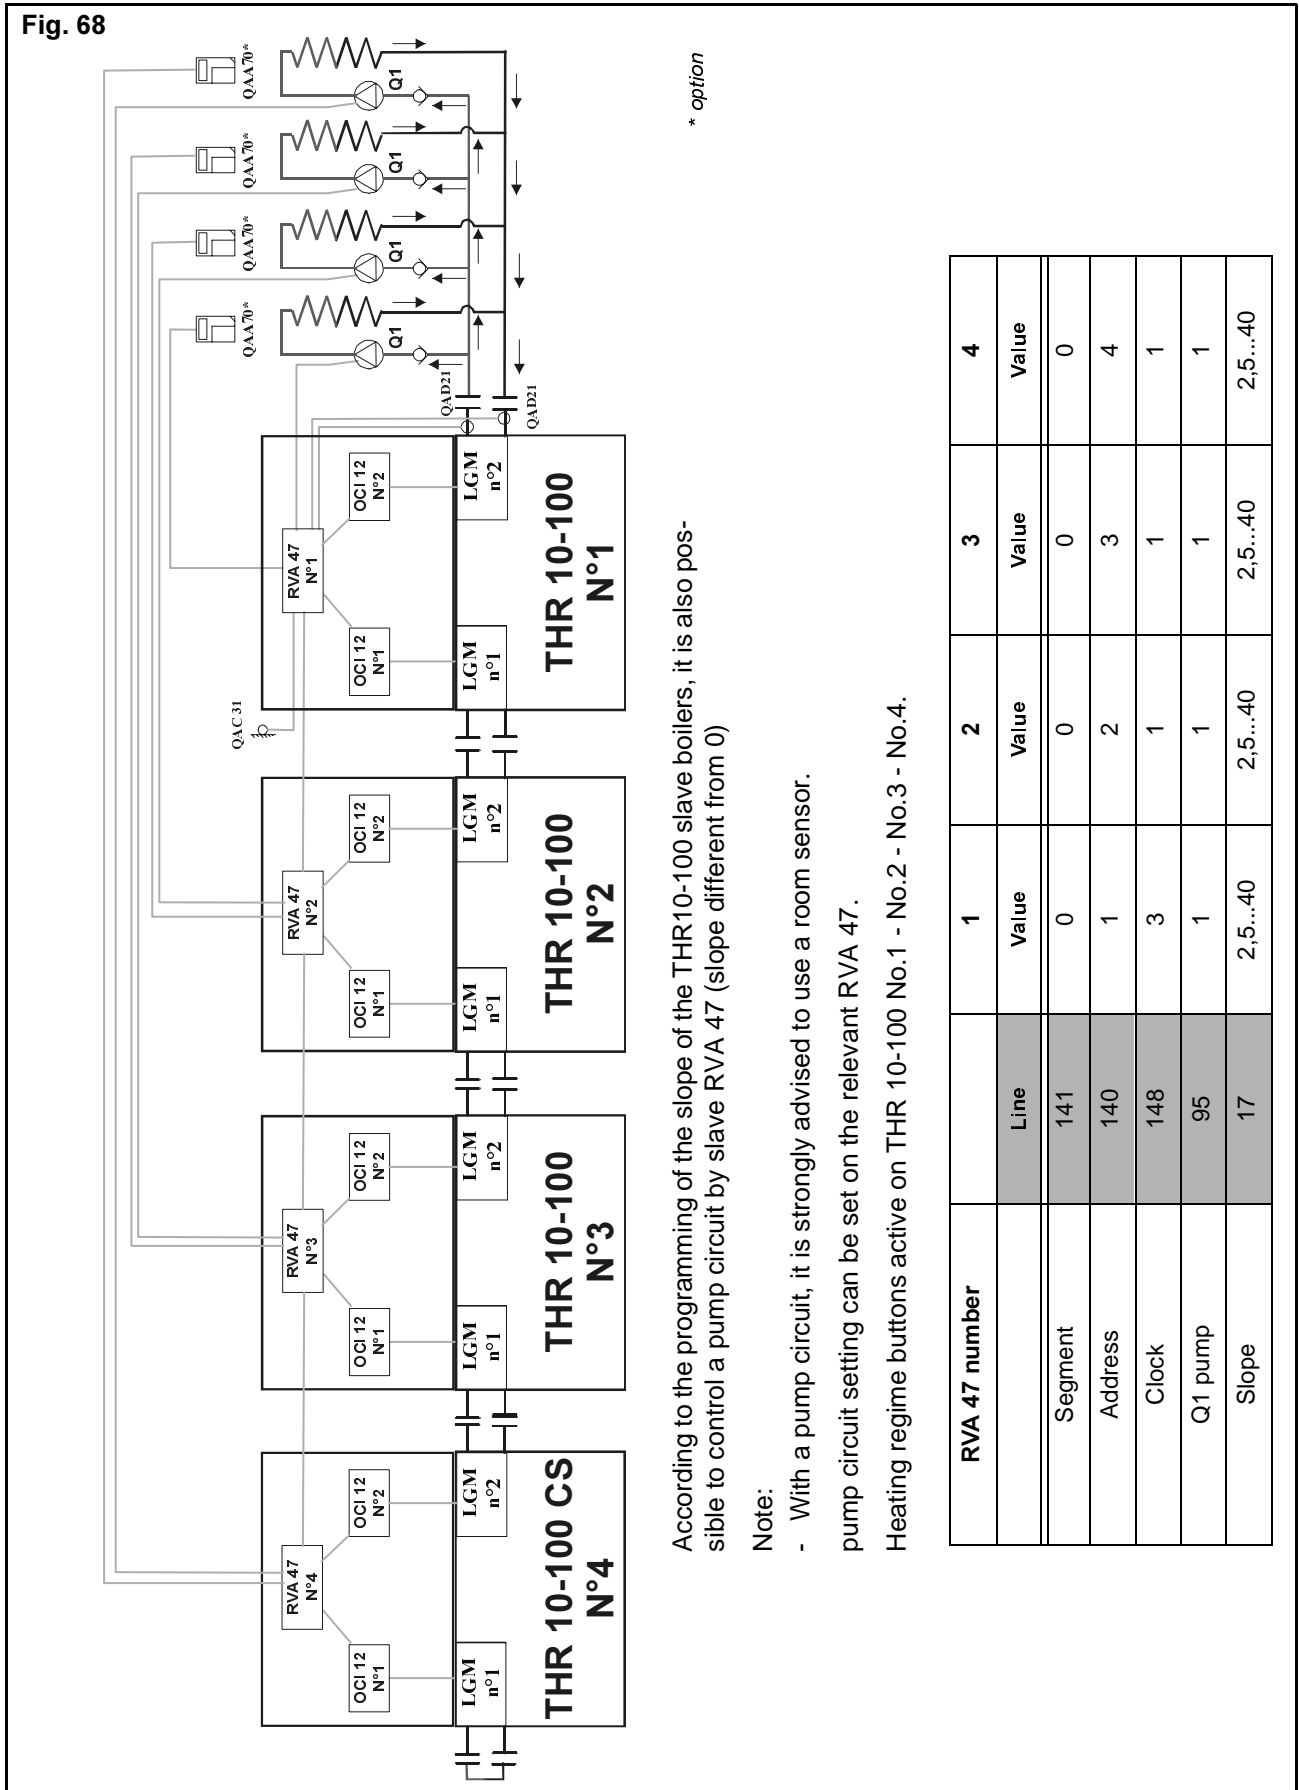 Fig. 68
QAA70*
QAA70*
QAA70*
QAA70*
Q1
Q1
Q1
Q1
* option
QAC 31
QAD21
QAD21
RVA 47
N°4
OCI 12
N°1
OCI 12
N°2
LGM
n°1
LGM
n°2
THR 10-100 CS
N°4
RVA 47
N°3
OCI 12
N°1
OCI 12
N°2
LGM
n°1
LGM
n°2
THR 10-100
N°3
RVA 47
N°2
OCI 12
N°1
OCI 12
N°2
LGM
n°1
LGM
n°2
THR 10-100
N°2
RVA 47
N°1
OCI 12
N°1
OCI 12
N°2
LGM
n°1
LGM
n°2
THR 10-100
N°1
According to the programming of the slope of the THR10-100 slave boilers, it is also pos-
sible to control a pump circuit by slave RVA 47 (slope different from 0)
Note:
- With a pump circuit, it is strongly advised to use a room sensor.
pump circuit setting can be set on the relevant RVA 47.
Heating regime buttons active on THR 10-100 No.1 - No.2 - No.3 - No.4.
RVA 47 number 1 2 3 4
Line Value Value Value Value
Segment 141 0 0 0 0
Address 140 1 2 3 4
Clock 148 3 1 1 1
Q1 pump 95 1 1 1 1
Slope 17 2,5...40 2,5...40 2,5...40 2,5...40